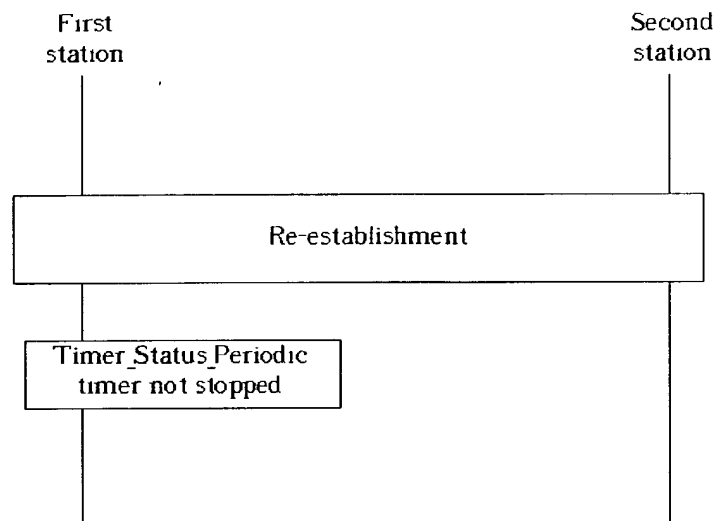 First
station
Second
station
Re-establishment
Timer_Status_Periodic
timer not stopped